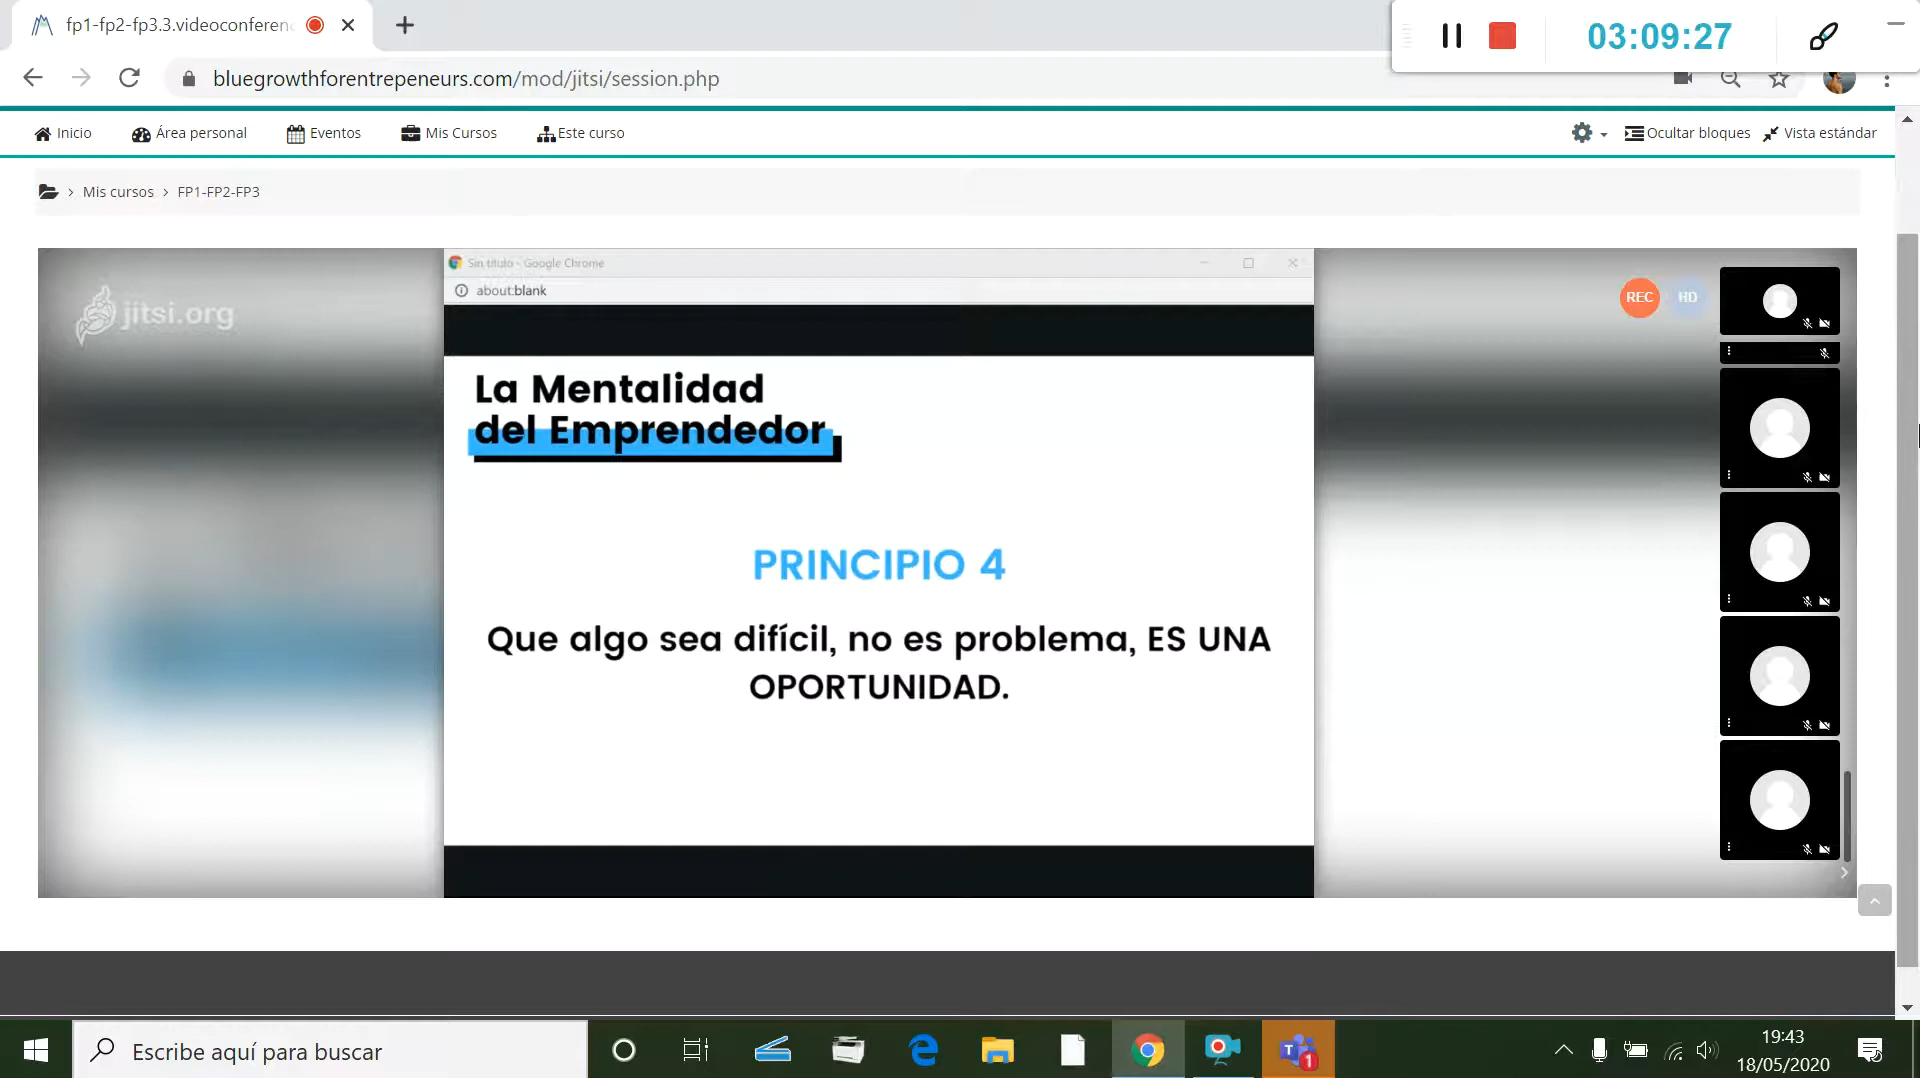 fp1-fp2-fp3.3.videoconferen
03:09:27
bluegrowthforentrepeneurs.com/mod/jitsi/session.php
Inicio
Área personal
Eventos
Mis Cursos
Este curso
Ocultar bloques
Vista estándar
> Mis cursos > FP1-FP2-FP3
jitsi.org
Sin título - Google Chrome
about:blank
REC
HD
La Mentalidad
del Emprendedor
PRINCIPIO 4
Que algo sea difícil, no es problema, ES UNA
OPORTUNIDAD.
Escribe aquí para buscar
1
19:43
18/05/2020